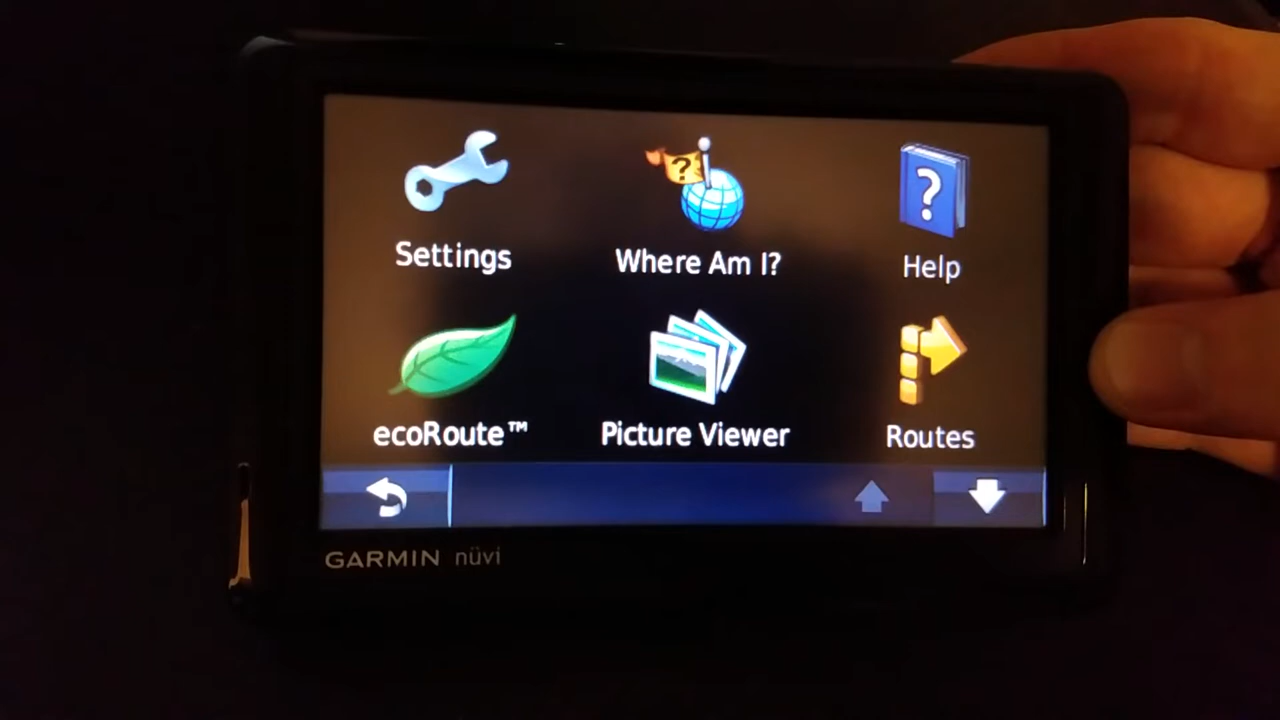 Settings
Where Am I?
Help
ecoRoute™
Picture Viewer
Routes
GARMIN nüvi